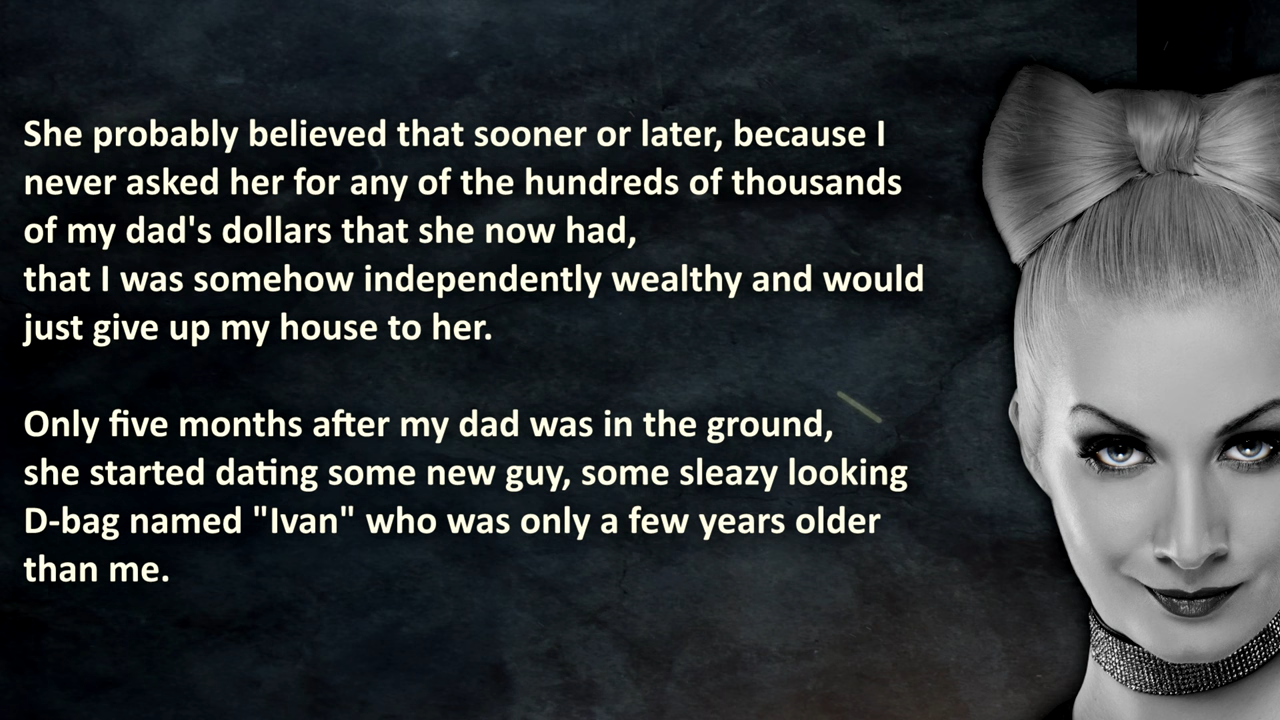 She probably believed that sooner or later, because I
never asked her for any of the hundreds of thousands
of my dad's dollars that she now had,
that I was somehow independently wealthy and would
just give up my house to her.
Only five months after my dad was in the ground,
she started dating some new guy, some sleazy looking
D-bag named "Ivan" who was only a few years older
than me.